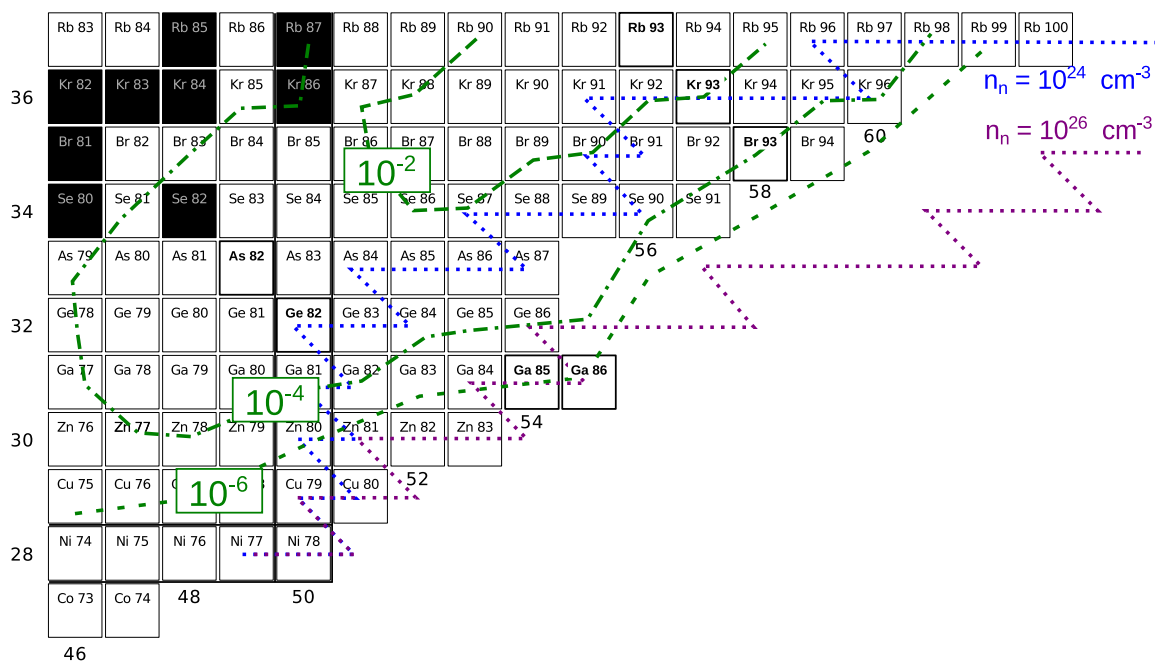 Rb 83 Rb 84 Rb 85 Rb 86 Rb 87 Rb 88 Rb 89 Rb 90 Rb 91 Rb 92 Rb 93 Rb 94 Rb 95 Rb 96 Rb 97 Rb 98 Rb 99 Rb 100
36 Kr 82 Kr 83 Kr 84 Kr 85 Kr 86 Kr 87 Kr 88 Kr 89 Kr 90 Kr 91 Kr 92 Kr 93 Kr 94 Kr 95 Kr 96
nₙ = 10²⁴ cm⁻³
nₙ = 10²⁶ cm⁻³
60
Br 81 Br 82 Br 83 Br 84 Br 85 Br 86 Br 87 Br 88 Br 89 Br 90 Br 91 Br 92 Br 93 Br 94
10⁻²
58
34 Se 80 Se 81 Se 82 Se 83 Se 84 Se 85 Se 86 Se 87 Se 88 Se 89 Se 90 Se 91
56
As 79 As 80 As 81 As 82 As 83 As 84 As 85 As 86 As 87
32 Ge 78 Ge 79 Ge 80 Ge 81 Ge 82 Ge 83 Ge 84 Ge 85 Ge 86
Ga 77 Ga 78 Ga 79 Ga 80 Ga 81 Ga 82 Ga 83 Ga 84 Ga 85 Ga 86
10⁻⁴
54
30 Zn 76 Zn 77 Zn 78 Zn 79 Zn 80 Zn 81 Zn 82 Zn 83
52
Cu 75 Cu 76 Cu 79 Cu 80
10⁻⁶
28 Ni 74 Ni 75 Ni 76 Ni 77 Ni 78
48 50
Co 73 Co 74
46